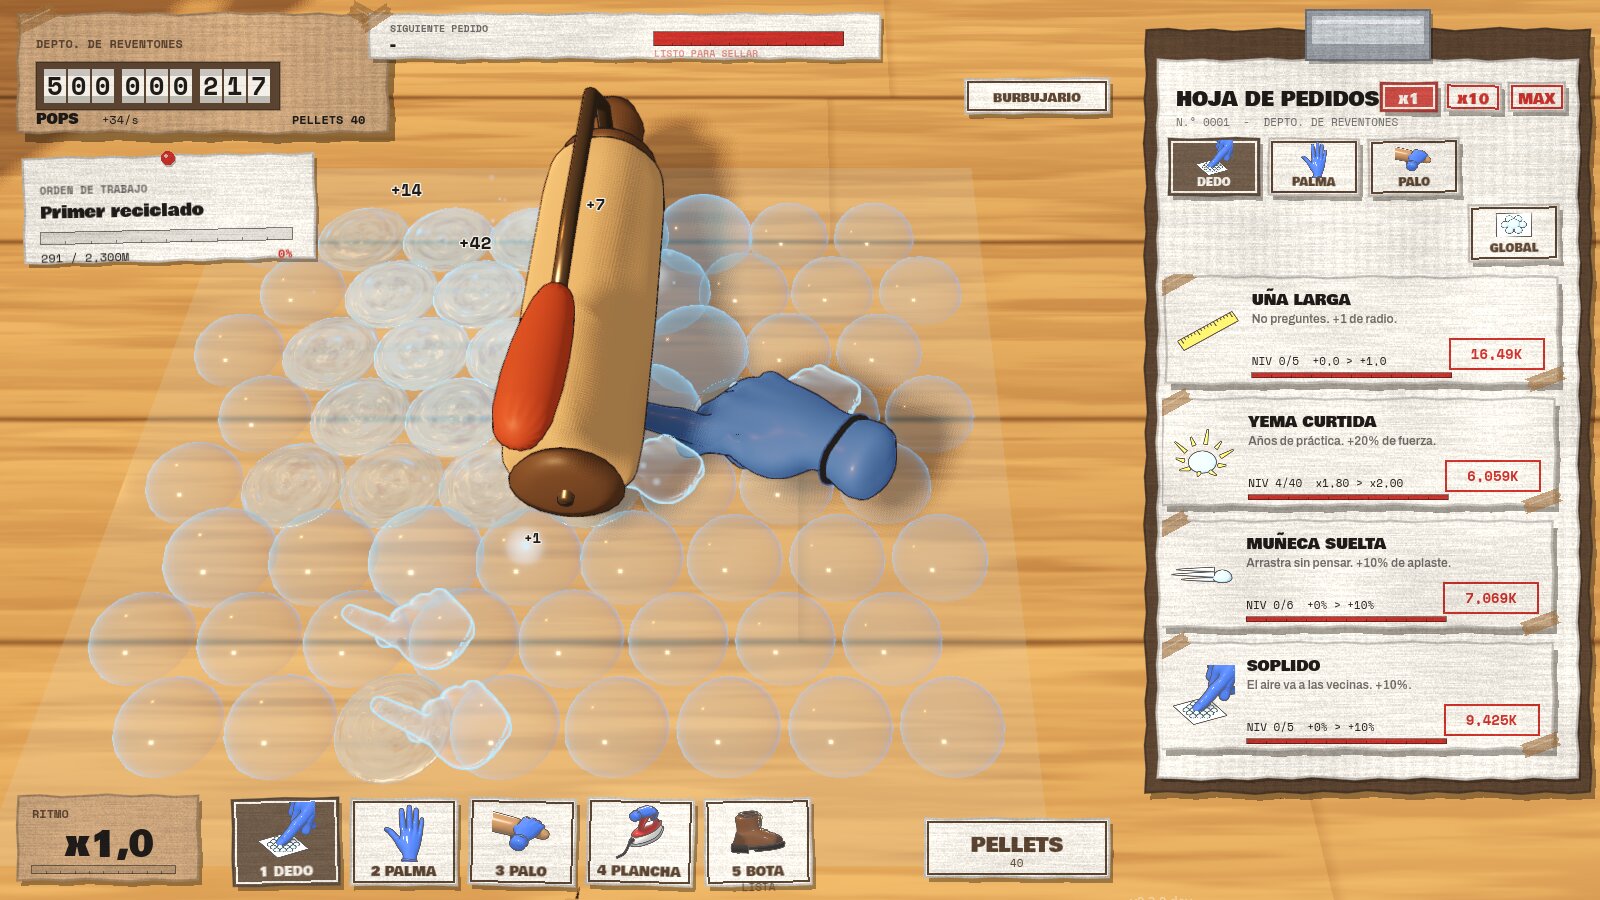 DEPTO. DE REVENTONES
500 000 217
POPS +34/s PELLETS 40
SIGUIENTE PEDIDO
-
LISTO PARA SELLAR
ORDEN DE TRABAJO
Primer reciclado
291 / 2,300M 0%
+14
+42
+7
+1
BURBUJARIO
HOJA DE PEDIDOS x1 x10 MAX
N.° 0001 - DEPTO. DE REVENTONES
DEDO PALMA PALO
GLOBAL
UÑA LARGA
No preguntes. +1 de radio.
NIV 0/5 +0,0 > +1,0
16,49K
YEMA CURTIDA
Años de práctica. +20% de fuerza.
NIV 4/40 x1,80 > x2,00
6,059K
MUÑECA SUELTA
Arrastra sin pensar. +10% de aplaste.
NIV 0/6 +0% > +10%
7,069K
SOPLIDO
El aire va a las vecinas. +10%.
NIV 0/5 +0% > +10%
9,425K
RITMO
x1,0
1 DEDO
2 PALMA
3 PALO
4 PLANCHA
5 BOTA
LISTA
PELLETS
40